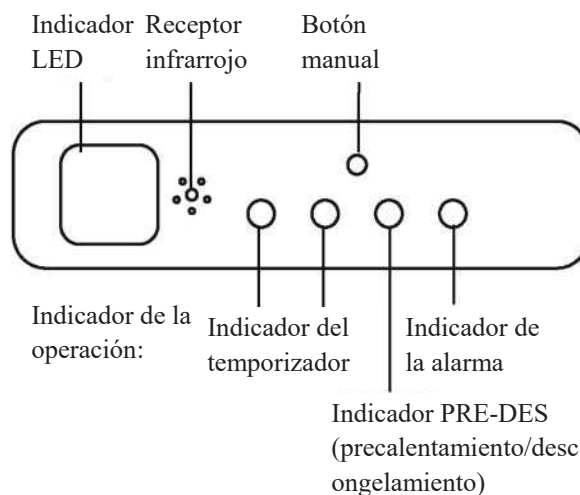 Indicador
LED
Receptor
infrarrojo
Botón
manual
Indicador de la
operación:
Indicador del
temporizador
Indicador de
la alarma
Indicador PRE-DES
(precalentamiento/desc
ongelamiento)